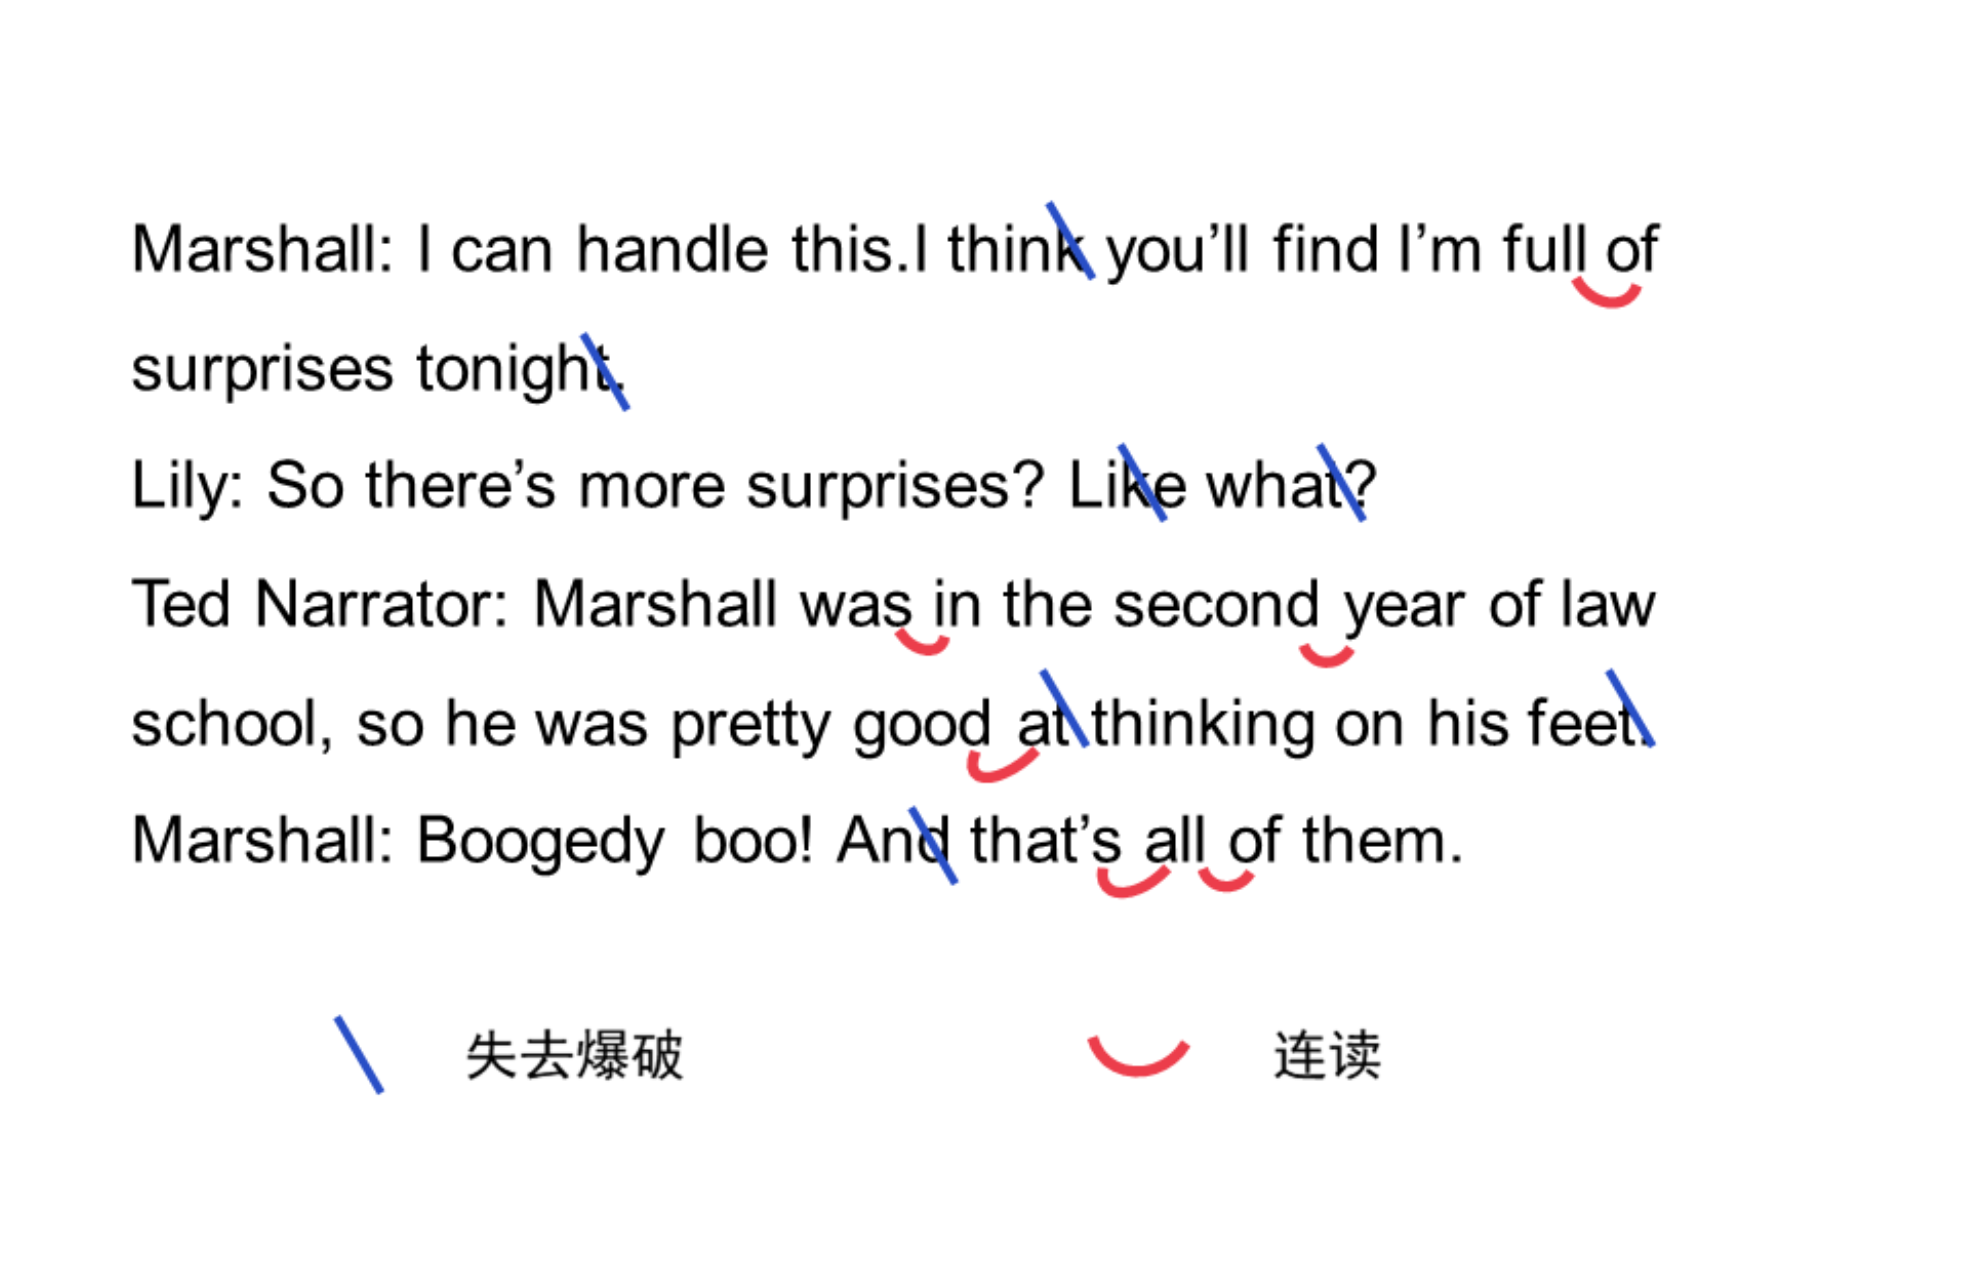 Marshall: I can handle this.I think you’ll find I’m full of
surprises tonight.
Lily: So there’s more surprises? Like what?
Ted Narrator: Marshall was in the second year of law
school, so he was pretty good at thinking on his feet.
Marshall: Boogedy boo! And that’s all of them.
失去爆破 连读